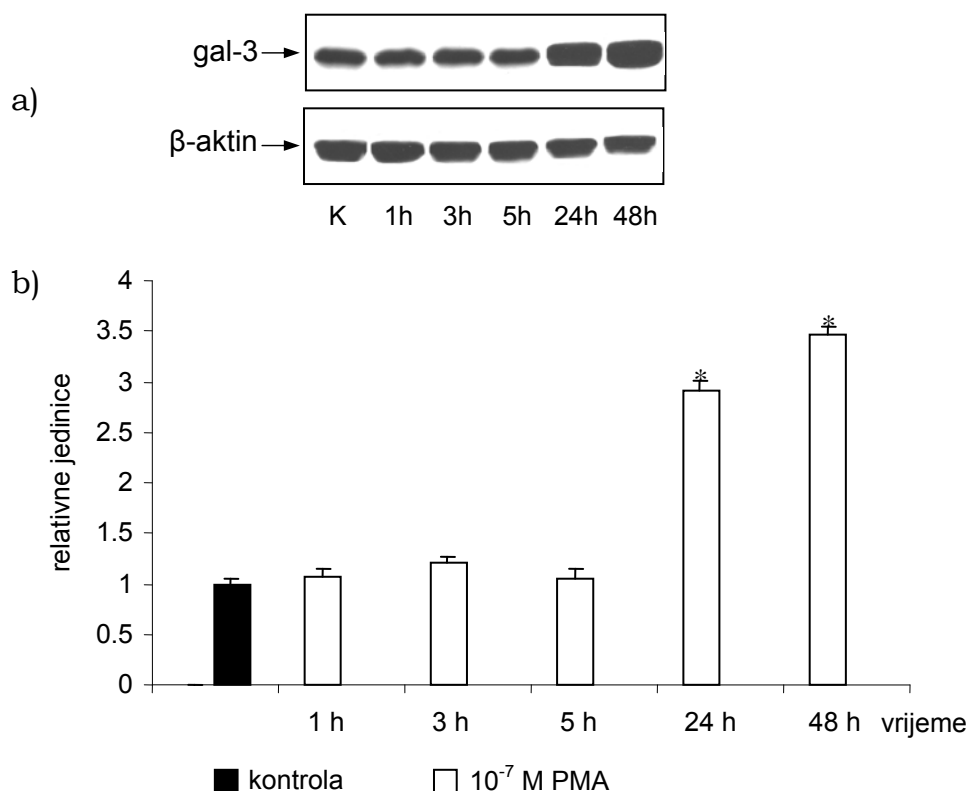 a)
gal-3
β-aktin
K 1h 3h 5h 24h 48h
b)
relativne jedinice
4
3.5
3
2.5
2
1.5
1
0.5
0
* *
1 h 3 h 5 h 24 h 48 h vrijeme
kontrola 10⁻⁷ M PMA